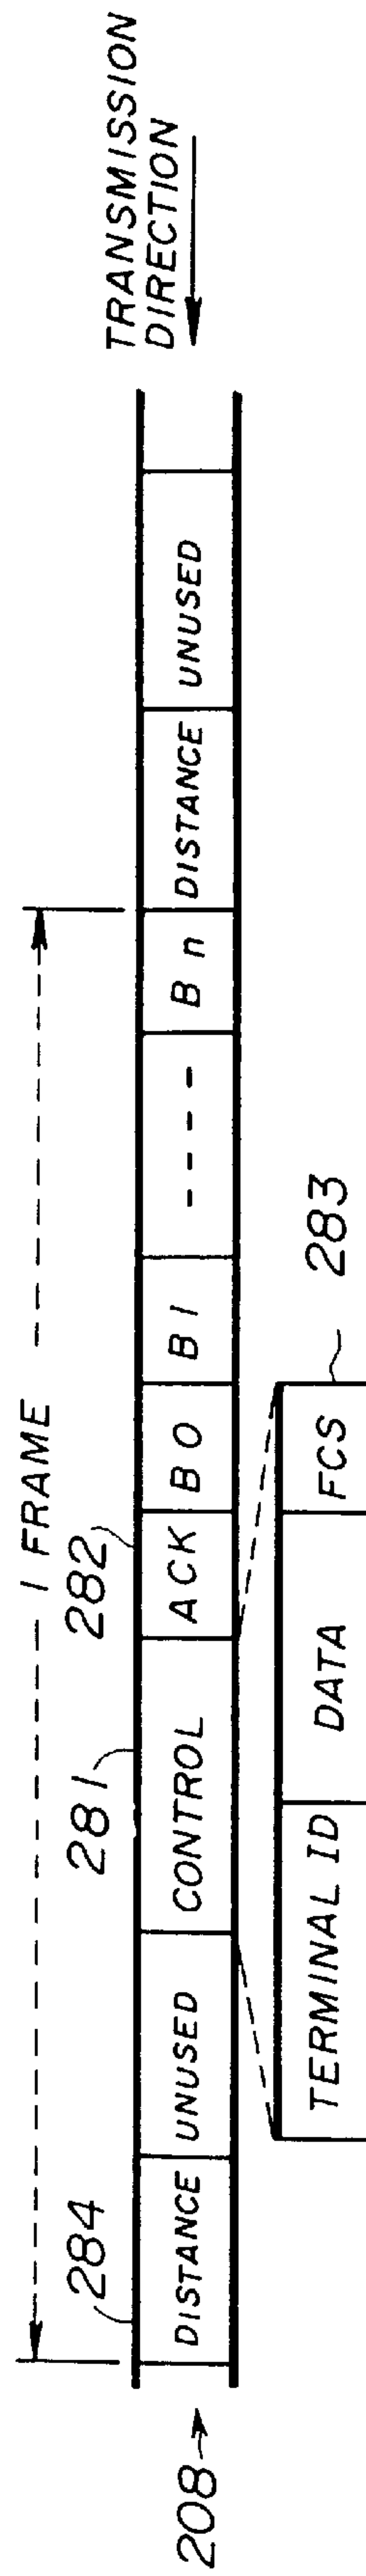 TRANSMISSION
DIRECTION
1 FRAME
284
281
282
208
DISTANCE UNUSED CONTROL ACK B0 B1 ---- Bn DISTANCE UNUSED
TERMINAL ID DATA FCS
283